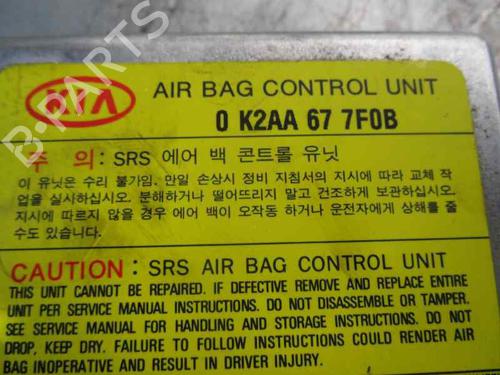 KIA
AIR BAG CONTROL UNIT
0 K2AA 67 7F0B
B-PARTS
주 의 : SRS 에어 백 콘트롤 유닛
이 유닛은 수리 불가임. 만일 손상시 정비 지침서의 지시에 따라 교체 작
업을 실시하십시오. 분해하거나 떨어뜨리지 말고 건조하게 보관하십시오.
지시에 따르지 않을 경우 에어 백이 오작동 하거나 운전자에게 상해를 줄
수도 있습니다.
CAUTION : SRS AIR BAG CONTROL UNIT
THIS UNIT CANNOT BE REPAIRED. IF DEFECTIVE REMOVE AND REPLACE ENTIRE
UNIT PER SERVICE MANUAL INSTRUCTIONS. DO NOT DISASSEMBLE OR TAMPER.
SEE SERVICE MANUAL FOR HANDLING AND STORAGE INSTRUCTIONS. DO NOT
DROP, KEEP DRY. FAILURE TO FOLLOW INSTRUCTIONS COULD RENDER AIR
BAG INOPERATIVE AND RESULT IN DRIVER INJURY.